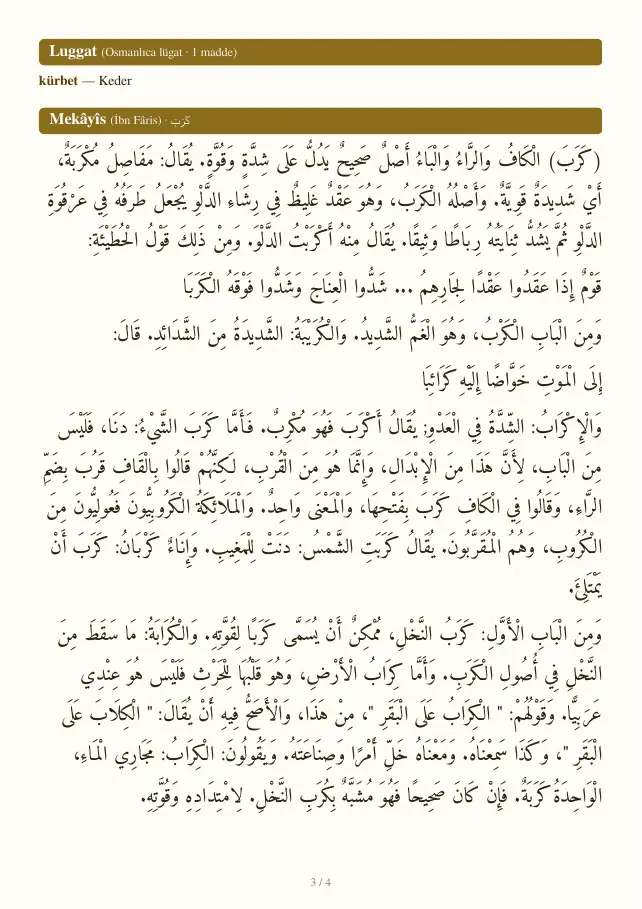 Luggat (Osmanlıca lügat · 1 madde)
kürbet — Keder
Mekâyîs (İbn Fâris) · كَرَبَ
(كَرَبَ) الْكَافُ وَالرَّاءُ وَالْبَاءُ أَصْلٌ صَحِيحٌ يَدُلُّ عَلَى شِدَّةٍ وَقُوَّةٍ. يُقَالُ: مَفَاصِلُ مُكْرَبَةٌ،
أَيْ شَدِيدَةٌ قَوِيَّةٌ. وَأَصْلُهُ الْكَرَبُ، وَهُوَ عَقْدٌ غَلِيظٌ فِي رِشَاءِ الدَّلْوِ يُجْعَلُ طَرَفُهُ فِي عَرْقُوَةِ
الدَّلْوِ ثُمَّ يَشُدُّ ثِنَايَتُهُ رِبَاطًا وَثِيقًا. يُقَالُ مِنْهُ أَكْرَبْتُ الدَّلْوَ. وَمِنْ ذَلِكَ قَوْلُ الْحُطَيْئَةِ:
قَوْمٌ إِذَا عَقَدُوا عَقْدًا لِجَارِهِمُ ... شَدُّوا الْعِنَاجَ وَشَدُّوا فَوْقَهُ الْكَرَبَا
وَمِنَ الْبَابِ الْكَرْبُ، وَهُوَ الْغَمُّ الشَّدِيدُ. وَالْكُرَيْبَةُ: الشَّدِيدَةُ مِنَ الشَّدَائِدِ. قَالَ:
إِلَى الْمَوْتِ خَوَّاضًا إِلَيْهِ كَرَائِبَا
وَالْإِكْرَابُ: الشِّدَّةُ فِي الْعَدْوِ; يُقَالُ أَكْرَبَ فَهُوَ مُكْرِبٌ. فَأَمَّا كَرَبَ الشَّيْءُ: دَنَا، فَلَيْسَ
مِنَ الْبَابِ، لِأَنَّ هَذَا مِنَ الْإِبْدَالِ، وَإِنَّمَا هُوَ مِنَ الْقُرْبِ، لَكِنَّهُمْ قَالُوا بِالْقَافِ قَرُبَ بِضَمِّ
الرَّاءِ، وَقَالُوا فِي الْكَافِ كَرَبَ بِفَتْحِهَا، وَالْمَعْنَى وَاحِدٌ. وَالْمَلَائِكَةُ الْكَرُوبِيُّونَ فَعُولِيُّونَ مِنَ
الْكُرُوبِ، وَهُمُ الْمُقَرَّبُونَ. يُقَالُ كَرَبَتِ الشَّمْسُ: دَنَتْ لِلْمَغِيبِ. وَإِنَاءٌ كَرْبَانُ: كَرَبَ أَنْ
يَمْتَلِئَ.
وَمِنَ الْبَابِ الْأَوَّلِ: كَرَبُ النَّخْلِ، مُمْكِنٌ أَنْ يُسَمَّى كَرَبًا لِقُوَّتِهِ. وَالْكُرَابَةُ: مَا سَقَطَ مِنَ
النَّخْلِ فِي أُصُولِ الْكَرَبِ. وَأَمَّا كِرَابُ الْأَرْضِ، وَهُوَ قَلْبُهَا لِلْحَرْثِ فَلَيْسَ هُوَ عِنْدِي
عَرَبِيًّا. وَقَوْلُهُمْ: " الْكِرَابُ عَلَى الْبَقَرِ "، مِنْ هَذَا، وَالْأَصَحُّ فِيهِ أَنْ يُقَالَ: " الْكِلَابَ عَلَى
الْبَقَرِ "، وَكَذَا سَمِعْنَاهُ. وَمَعْنَاهُ خَلِّ أَمْرًا وَصِنَاعَتَهُ. وَيَقُولُونَ: الْكِرَابُ: مَجَارِي الْمَاءِ،
الْوَاحِدَةُ كَرَبَةٌ. فَإِنْ كَانَ صَحِيحًا فَهُوَ مُشَبَّهٌ بِكُرَبِ النَّخْلِ. لِامْتِدَادِهِ وَقُوَّتِهِ.
3 / 4